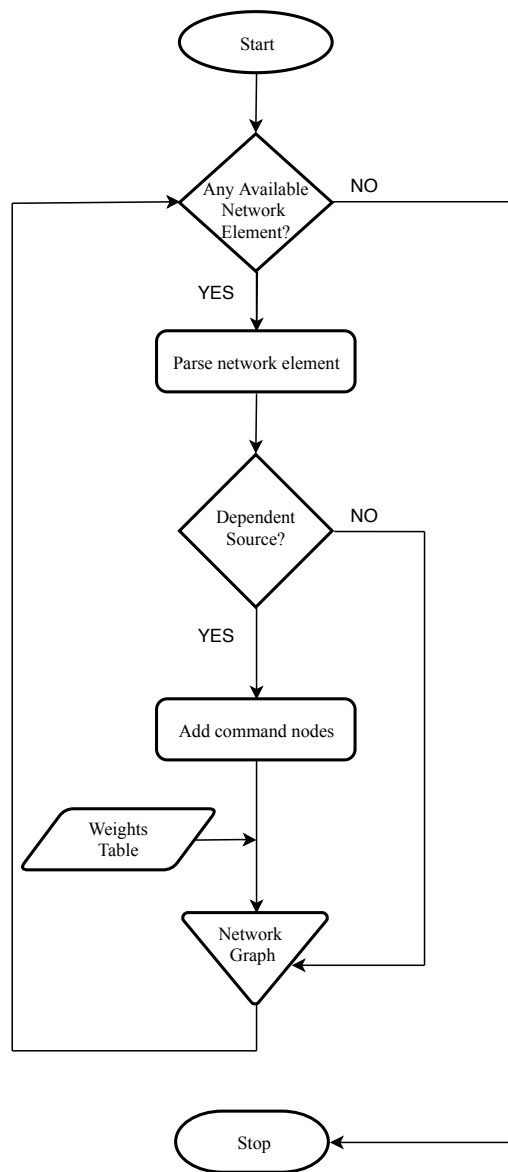 Start
Any Available
Network
Element?
NO
YES
Parse network element
Dependent
Source?
NO
YES
Add command nodes
Weights
Table
Network
Graph
Stop